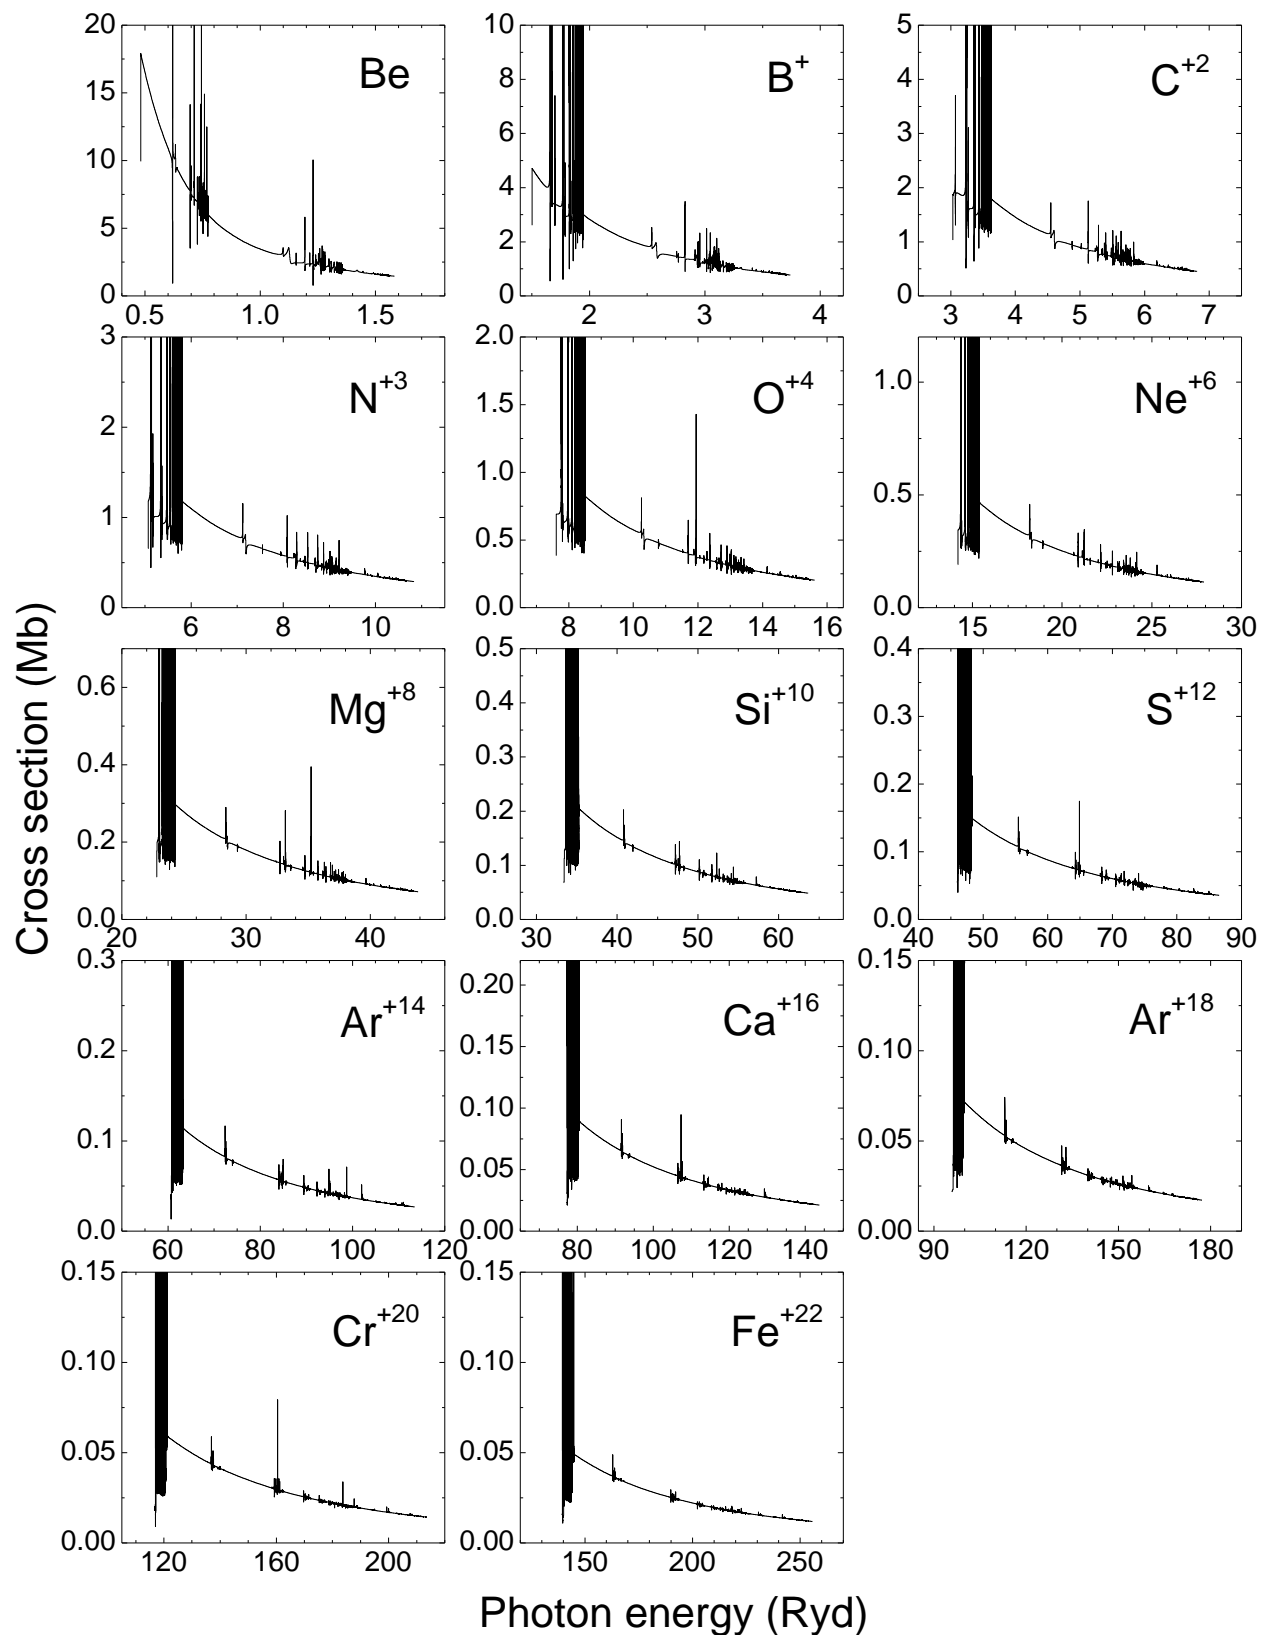 Cross section (Mb)
Be
20
15
10
5
0
0.5 1.0 1.5
B+
10
8
6
4
2
0
2 3 4
C+2
5
4
3
2
1
0
3 4 5 6 7
N+3
3
2
1
0
6 8 10
O+4
2.0
1.5
1.0
0.5
0.0
8 10 12 14 16
Ne+6
1.0
0.5
0.0
15 20 25 30
Mg+8
0.6
0.4
0.2
0.0
20 30 40
Si+10
0.5
0.4
0.3
0.2
0.1
0.0
30 40 50 60
S+12
0.4
0.3
0.2
0.1
0.0
40 50 60 70 80 90
Ar+14
0.3
0.2
0.1
0.0
60 80 100 120
Ca+16
0.20
0.15
0.10
0.05
0.00
80 100 120 140
Ar+18
0.15
0.10
0.05
0.00
90 120 150 180
Cr+20
0.15
0.10
0.05
0.00
120 160 200
Fe+22
0.15
0.10
0.05
0.00
150 200 250
Photon energy (Ryd)